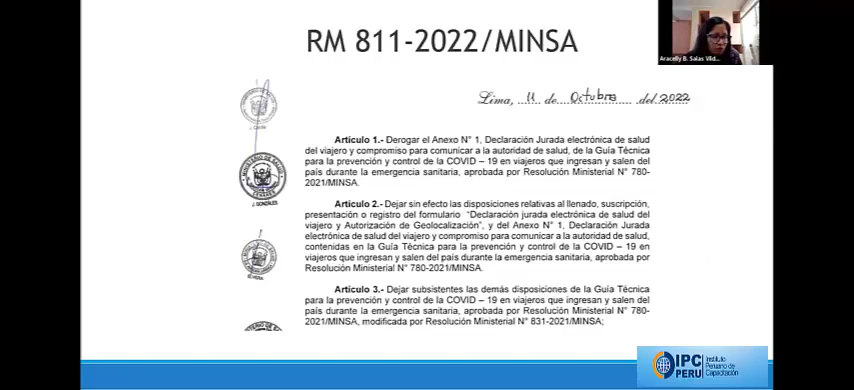 RM 811-2022/MINSA
Aracelly B. Salas Vild...
Lima, 11 de Octubre del 2022
Artículo 1.- Derogar el Anexo N° 1, Declaración Jurada electrónica de salud
del viajero y compromiso para comunicar a la autoridad de salud, de la Guía Técnica
para la prevención y control de la COVID – 19 en viajeros que ingresan y salen del
país durante la emergencia sanitaria, aprobada por Resolución Ministerial N° 780-
2021/MINSA.
Artículo 2.- Dejar sin efecto las disposiciones relativas al llenado, suscripción,
presentación o registro del formulario "Declaración jurada electrónica de salud del
viajero y Autorización de Geolocalización", y del Anexo N° 1, Declaración Jurada
electrónica de salud del viajero y compromiso para comunicar a la autoridad de salud,
contenidas en la Guía Técnica para la prevención y control de la COVID – 19 en
viajeros que ingresan y salen del país durante la emergencia sanitaria, aprobada por
Resolución Ministerial N° 780-2021/MINSA.
Artículo 3.- Dejar subsistentes las demás disposiciones de la Guía Técnica
para la prevención y control de la COVID – 19 en viajeros que ingresan y salen del
país durante la emergencia sanitaria, aprobada por Resolución Ministerial N° 780-
2021/MINSA, modificada por Resolución Ministerial N° 831-2021/MINSA;
J. GONZALES
IPC
PERÚ
Instituto
Peruano de
Capacitación